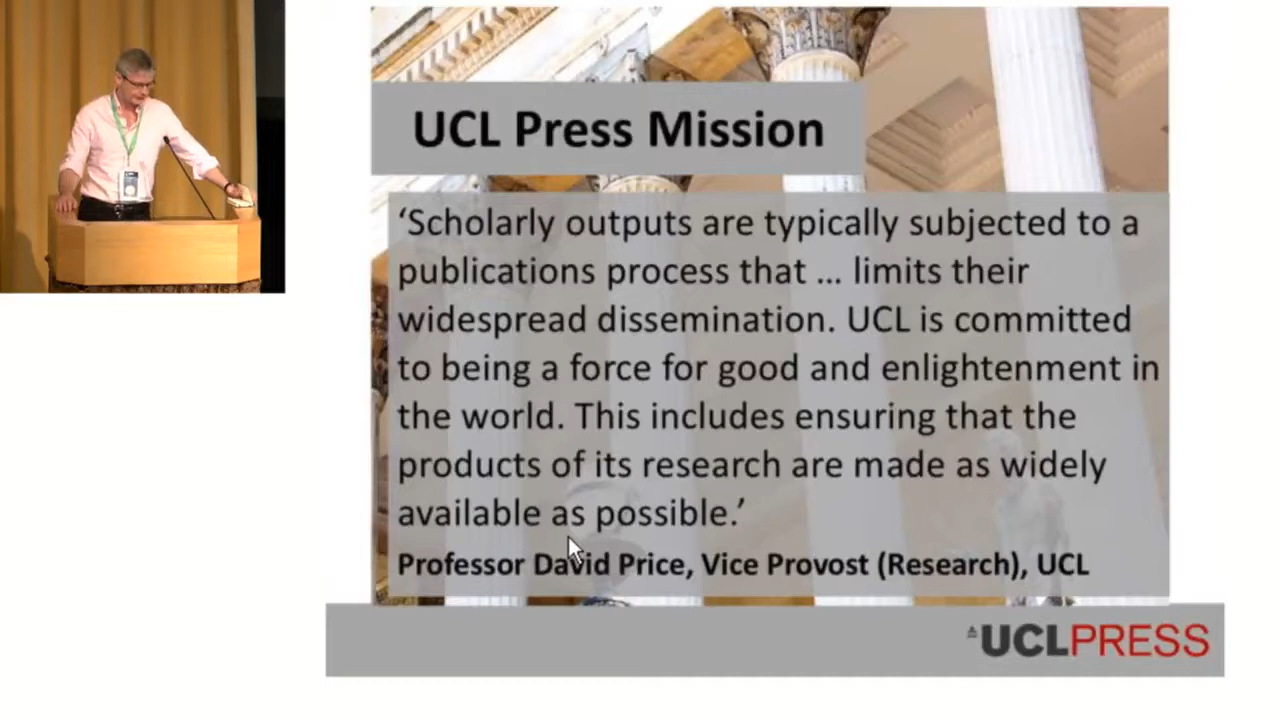 UCL Press Mission
‘Scholarly outputs are typically subjected to a
publications process that … limits their
widespread dissemination. UCL is committed
to being a force for good and enlightenment in
the world. This includes ensuring that the
products of its research are made as widely
available as possible.’
Professor David Price, Vice Provost (Research), UCL
UCLPRESS